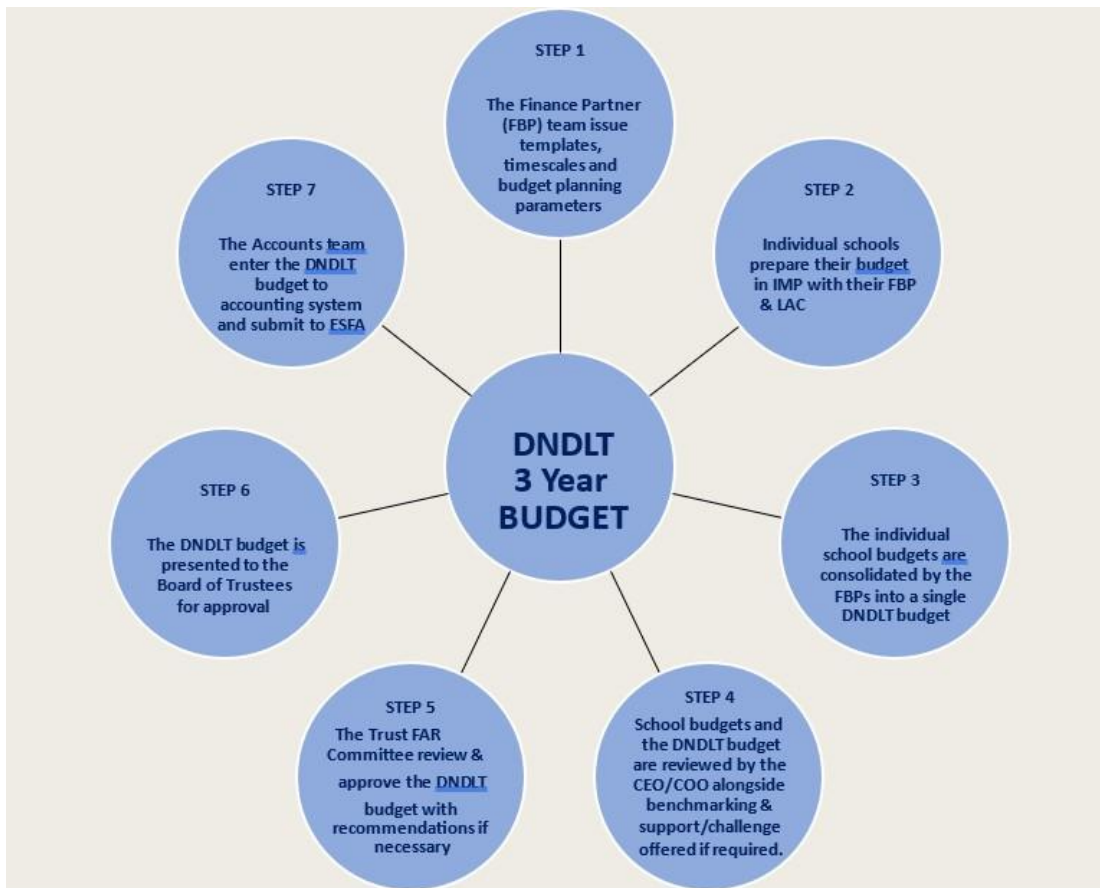 STEP 1
The Finance Partner
(FBP) team issue
templates,
timescales and
budget planning
parameters
STEP 2
Individual schools
prepare their budget
in IMP with their FBP
& LAC
STEP 3
The individual
school budgets are
consolidated by the
FBPs into a single
DNDLT budget
STEP 4
School budgets and
the DNDLT budget
are reviewed by the
CEO/COO alongside
benchmarking &
support/challenge
offered if required.
STEP 5
The Trust FAR
Committee review &
approve the DNDLT
budget with
recommendations if
necessary
STEP 6
The DNDLT budget is
presented to the
Board of Trustees
for approval
STEP 7
The Accounts team
enter the DNDLT
budget to
accounting system
and submit to ESFA
DNDLT
3 Year
BUDGET